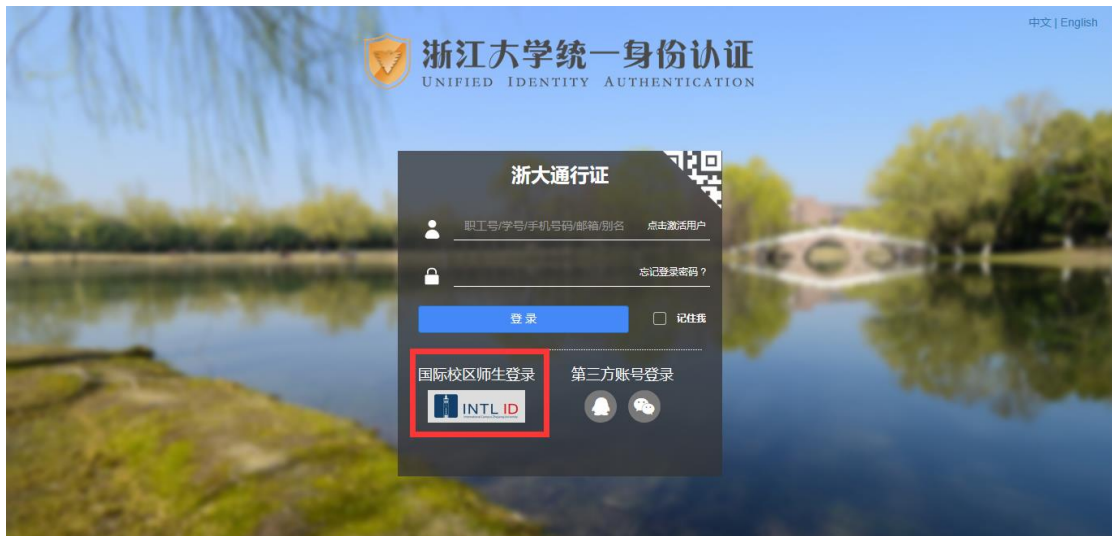 中文 | English
浙江大学统一身份认证
UNIFIED IDENTITY AUTHENTICATION
浙大通行证
职工号/学号/手机号码/邮箱/别名 点击激活用户
忘记登录密码？
登 录 记住我
国际校区师生登录 第三方账号登录
INTL ID